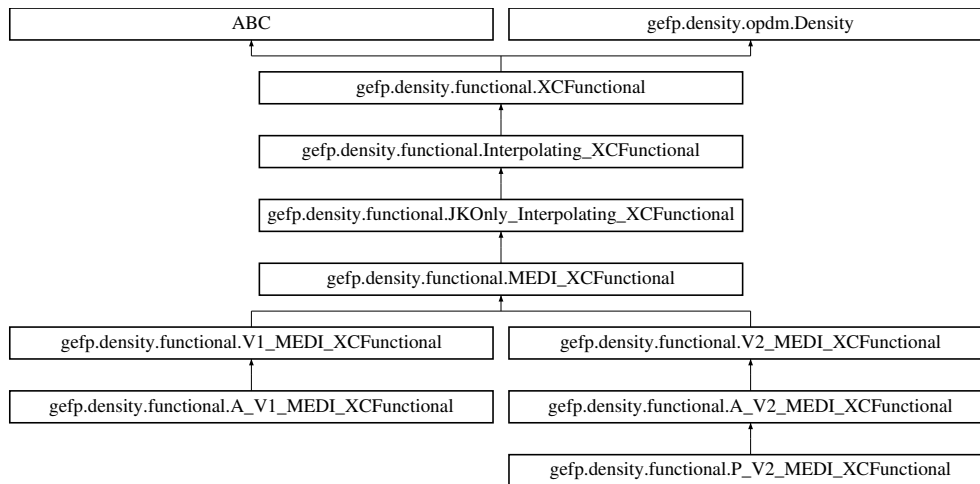 ABC
gefp.density.opdm.Density
gefp.density.functional.XCFunctional
gefp.density.functional.Interpolating_XCFunctional
gefp.density.functional.JKOnly_Interpolating_XCFunctional
gefp.density.functional.MEDI_XCFunctional
gefp.density.functional.V1_MEDI_XCFunctional
gefp.density.functional.V2_MEDI_XCFunctional
gefp.density.functional.A_V1_MEDI_XCFunctional
gefp.density.functional.A_V2_MEDI_XCFunctional
gefp.density.functional.P_V2_MEDI_XCFunctional